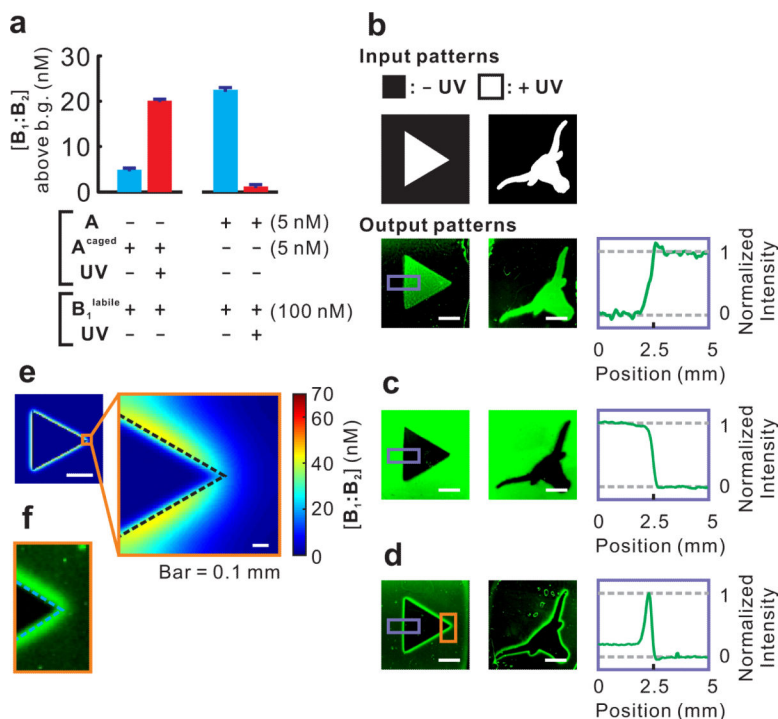 a
30
20
10
0
[B1:B2]
above b.g. (nM)
A – – + + (5 nM)
Acaged + + – – (5 nM)
UV – + – –
B1labile + + + + (100 nM)
UV – – – +
b
Input patterns
: – UV : + UV
Output patterns
1
0
Normalized
Intensity
0 2.5 5
Position (mm)
c
1
0
Normalized
Intensity
0 2.5 5
Position (mm)
d
1
0
Normalized
Intensity
0 2.5 5
Position (mm)
e
70
60
40
20
0
[B1:B2] (nM)
Bar = 0.1 mm
f